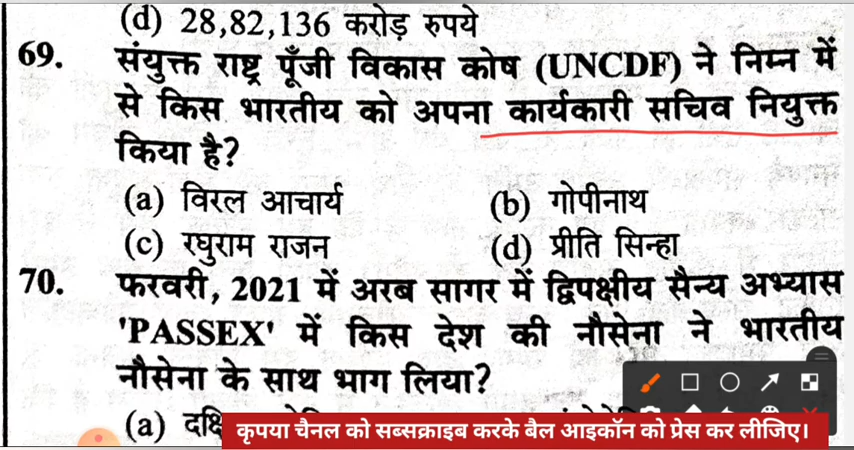 (d) 28,82,136 करोड़ रुपये
69. संयुक्त राष्ट्र पूँजी विकास कोष (UNCDF) ने निम्न में
से किस भारतीय को अपना कार्यकारी सचिव नियुक्त
किया है?
(a) विरल आचार्य (b) गोपीनाथ
(c) रघुराम राजन (d) प्रीति सिन्हा
70. फरवरी, 2021 में अरब सागर में द्विपक्षीय सैन्य अभ्यास
'PASSEX' में किस देश की नौसेना ने भारतीय
नौसेना के साथ भाग लिया?
(a)
कृपया चैनल को सब्सक्राइब करके बैल आइकॉन को प्रेस कर लीजिए।